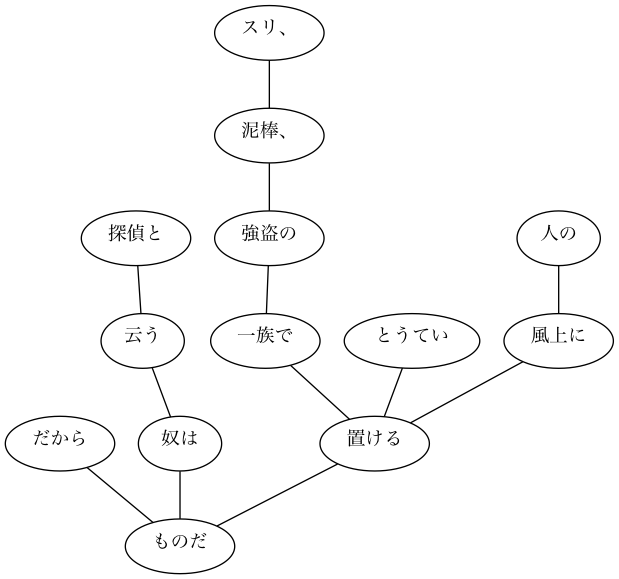 スリ、
泥棒、
探偵と
強盗の
人の
云う
一族で
とうてい
風上に
だから
奴は
置ける
ものだ